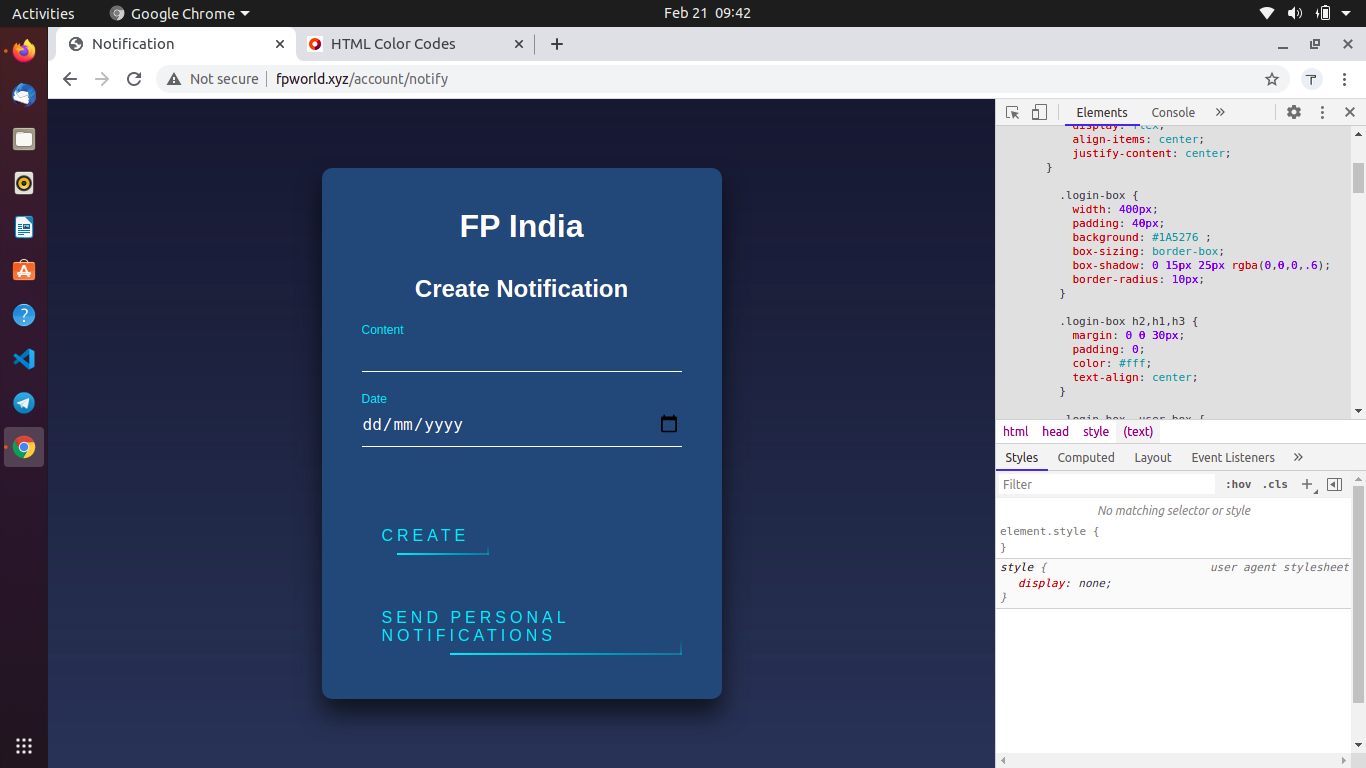 Activities
Google Chrome
Feb 21 09:42
Notification
HTML Color Codes
Not secure
fpworld.xyz/account/notify
T
FP India
Create Notification
Content
Date
dd/mm/yyyy
CREATE
SEND PERSONAL
NOTIFICATIONS
Elements
Console
display: flex;
align-items: center;
justify-content: center;
}
.login-box {
width: 400px;
padding: 40px;
background: #1A5276 ;
box-sizing: border-box;
box-shadow: 0 15px 25px rgba(0,0,0,.6);
border-radius: 10px;
}
.login-box h2,h1,h3 {
margin: 0 0 30px;
padding: 0;
color: #fff;
text-align: center;
}
.login-box .user-box {
html
head
style
(text)
Styles
Computed
Layout
Event Listeners
Filter
:hov
.cls
No matching selector or style
element.style {
}
style {
user agent stylesheet
display: none;
}